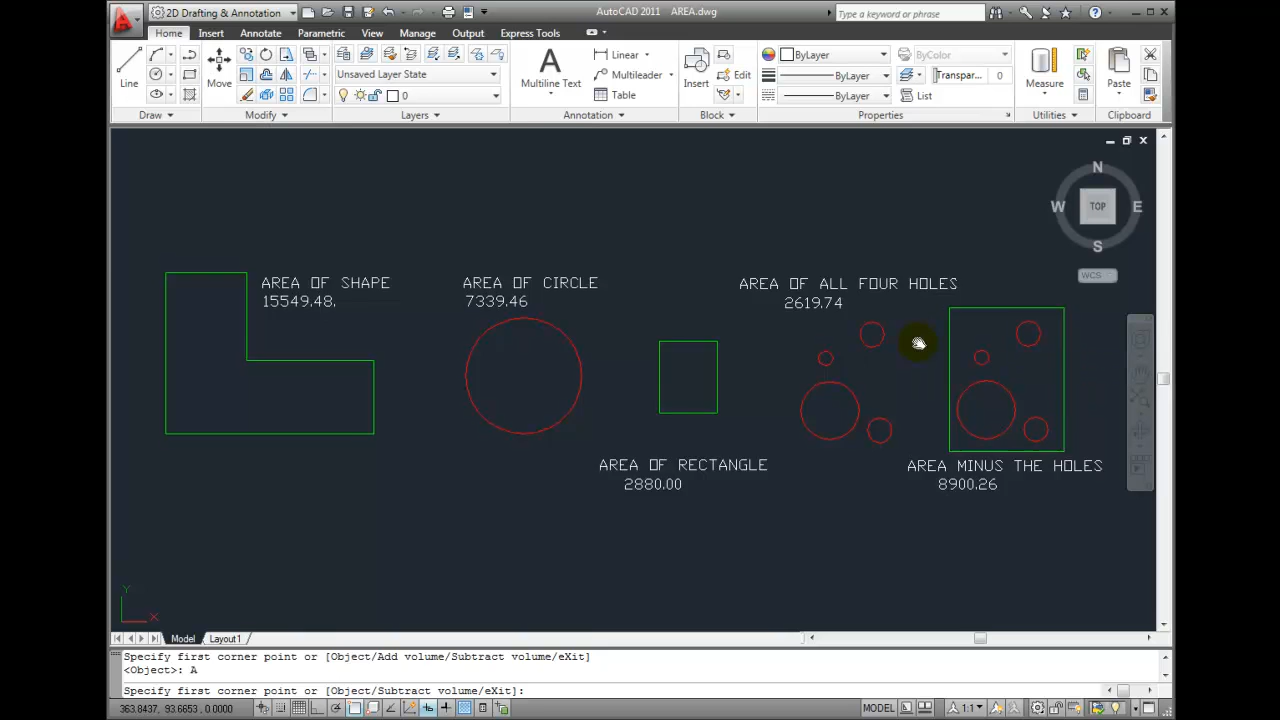 2D Drafting & Annotation
AutoCAD 2011 AREA.dwg
Type a keyword or phrase
Home Insert Annotate Parametric View Manage Output Express Tools
Line
Move
Unsaved Layer State
0
Multiline Text
Linear
Multileader
Table
Insert
Edit
ByLayer
ByLayer
ByLayer
ByColor
Transpar... 0
List
Measure
Paste
Draw Modify Layers Annotation Block Properties Utilities Clipboard
N
W TOP E
S
WCS
AREA OF SHAPE
15549.48.
AREA OF CIRCLE
7339.46
AREA OF ALL FOUR HOLES
2619.74
AREA OF RECTANGLE
2880.00
AREA MINUS THE HOLES
8900.26
Y
X
Model Layout1
Specify first corner point or [Object/Add volume/Subtract volume/eXit]
<Object>: A
Specify first corner point or [Object/Subtract volume/eXit]:
363.8437, 93.6653 , 0.0000
MODEL
1:1